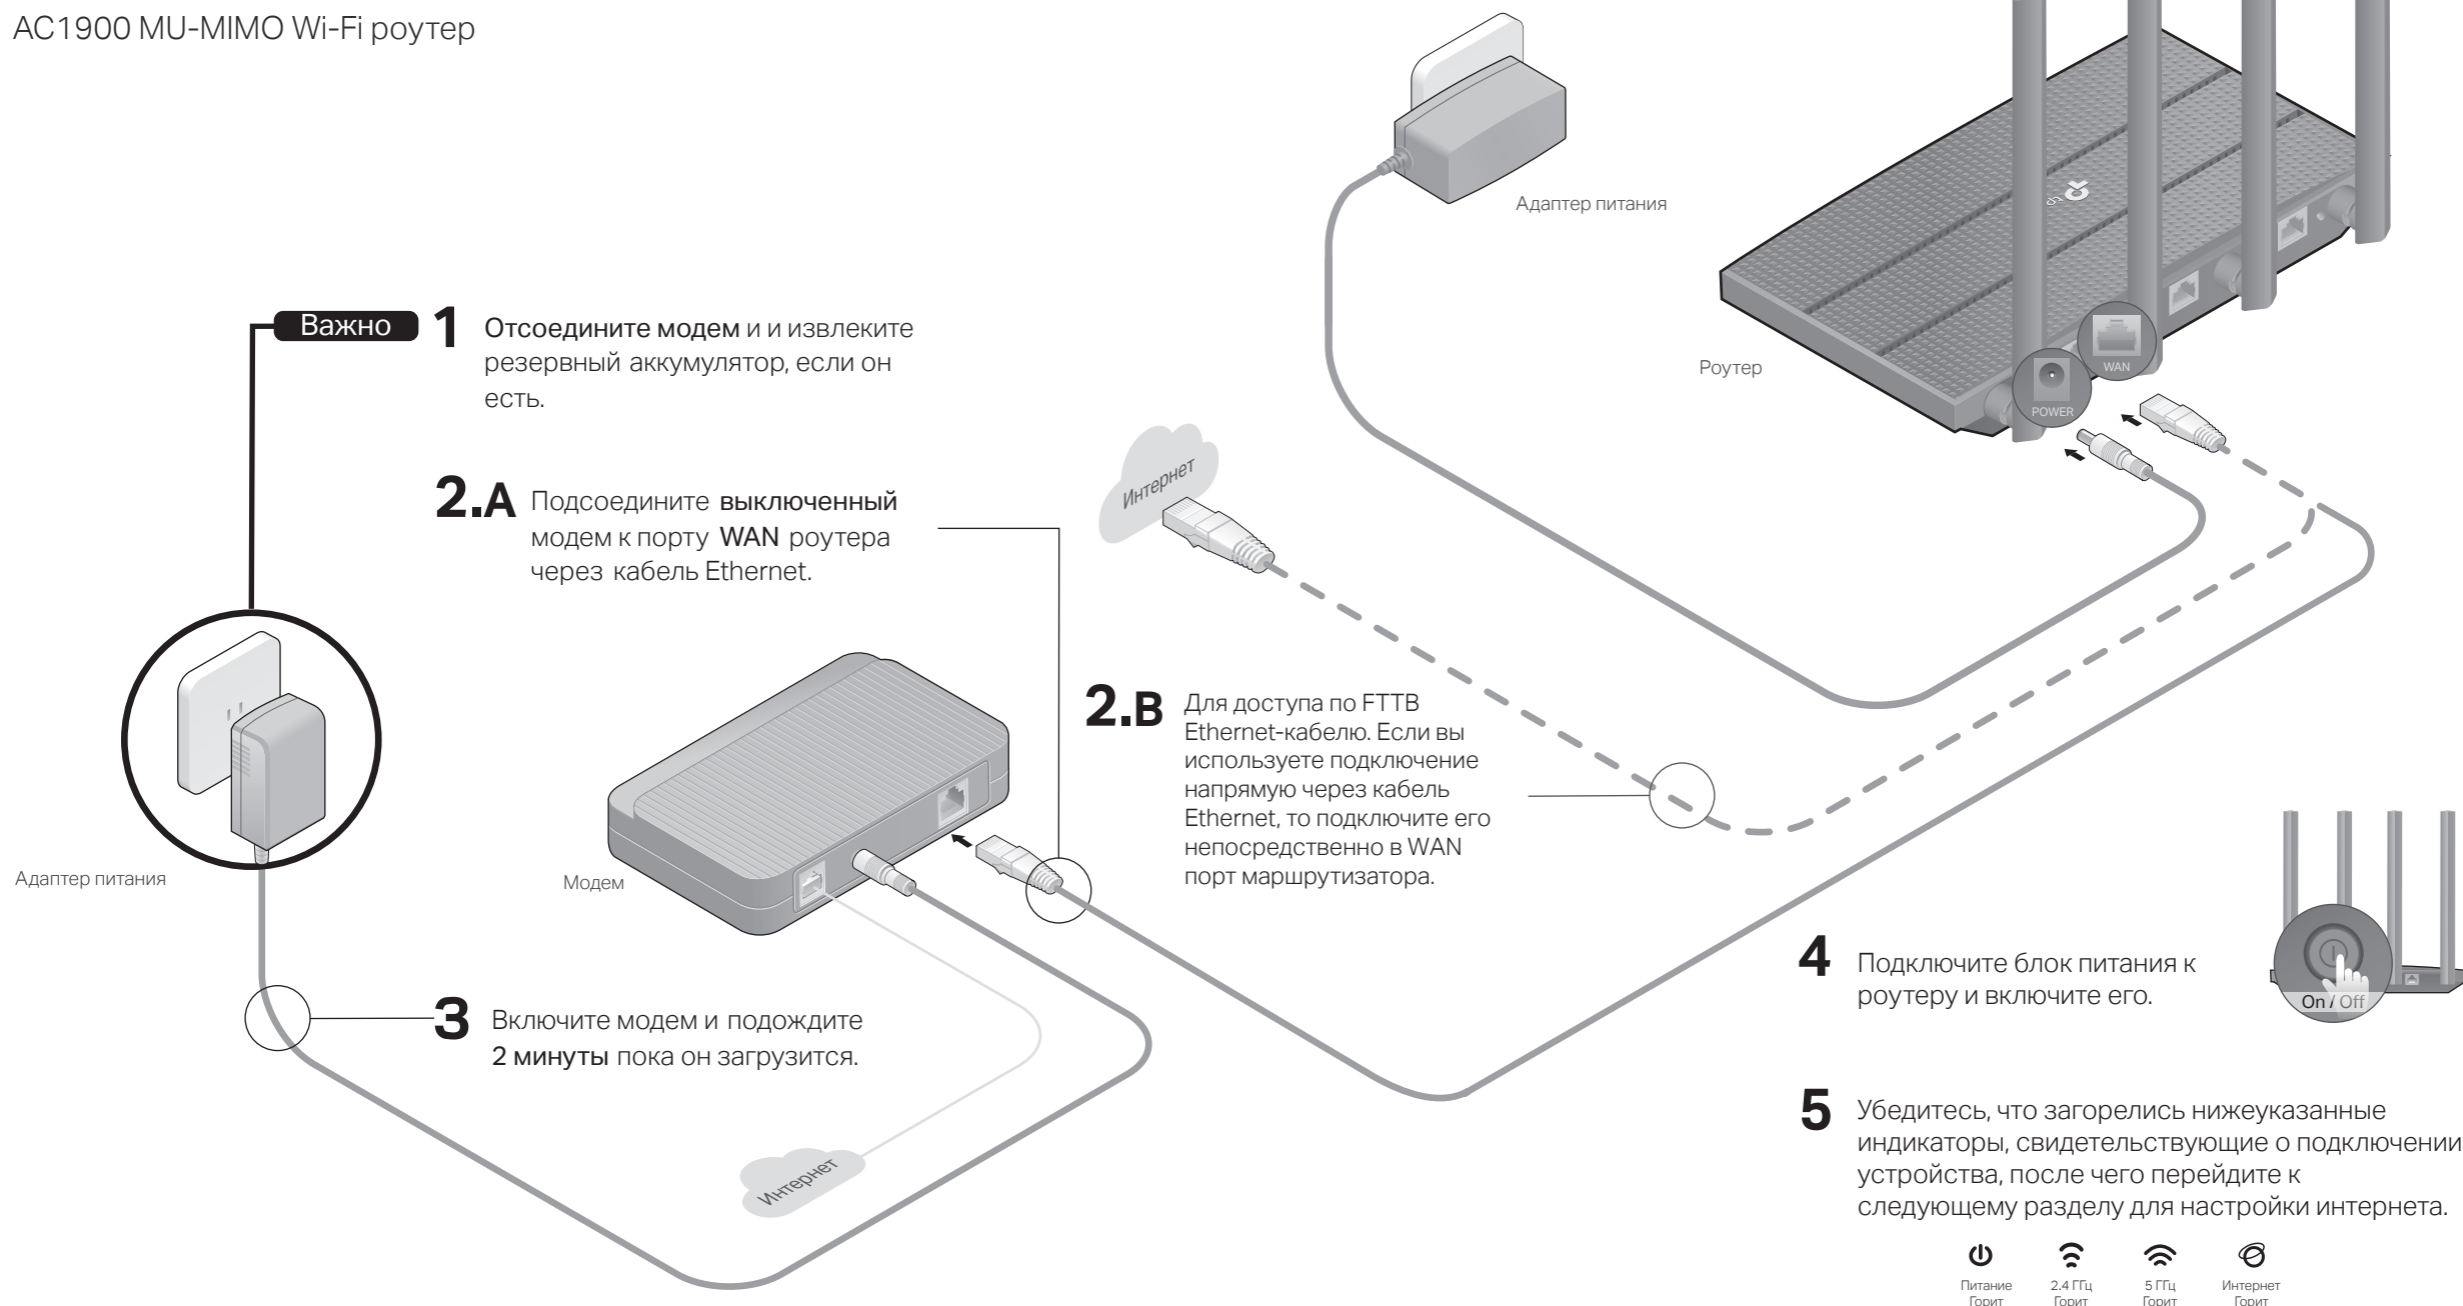 AC1900 MU-MIMO Wi-Fi роутер
Адаптер питания
Роутер
WAN
POWER
Важно
1
Отсоедините модем и и извлеките
резервный аккумулятор, если он
есть.
2.A
Подсоедините выключенный
модем к порту WAN роутера
через кабель Ethernet.
Интернет
2.B
Для доступа по FTTB
Ethernet-кабелю. Если вы
используете подключение
напрямую через кабель
Ethernet, то подключите его
непосредственно в WAN
порт маршрутизатора.
Адаптер питания
Модем
3
Включите модем и подождите
2 минуты пока он загрузится.
Интернет
4
Подключите блок питания к
роутеру и включите его.
On / Off
5
Убедитесь, что загорелись нижеуказанные
индикаторы, свидетельствующие о подключении
устройства, после чего перейдите к
следующему разделу для настройки интернета.
Питание
Горит
2.4 ГГц
Горит
5 ГГц
Горит
Интернет
Горит